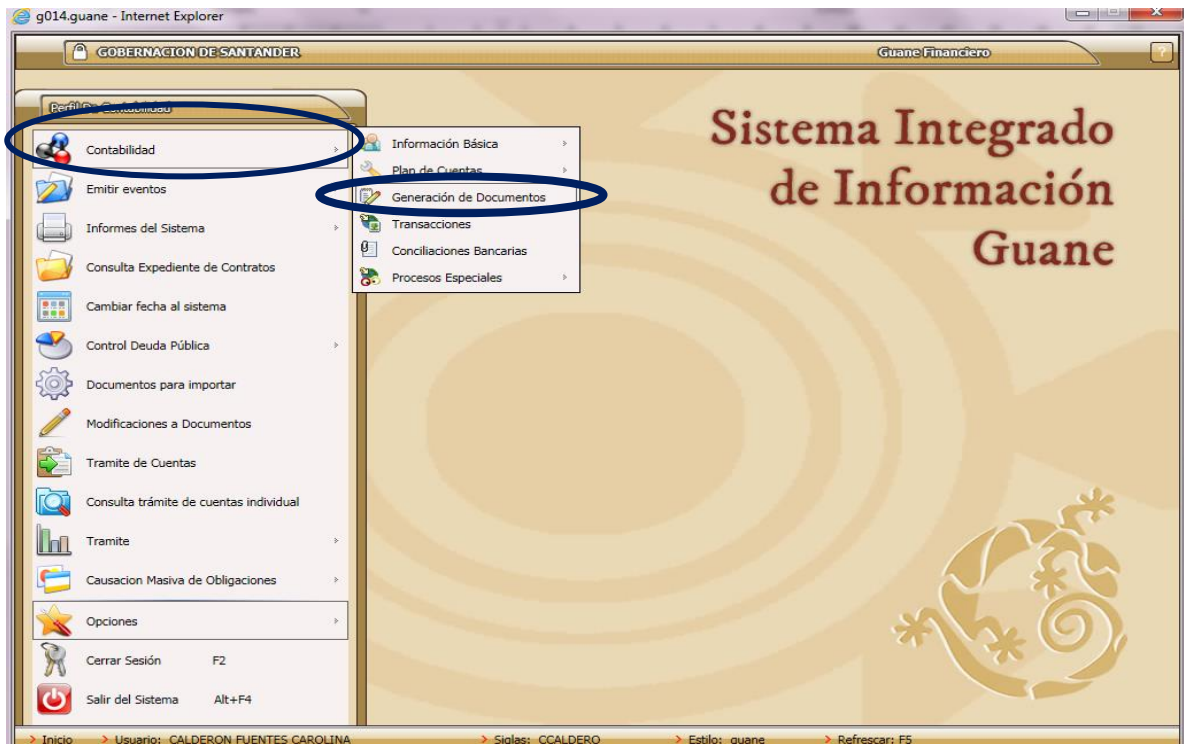 g014.guane - Internet Explorer
GOBERNACION DE SANTANDER
Guane Financiero
?
Perfil De Contabilidad
Contabilidad
Emitir eventos
Informes del Sistema
Consulta Expediente de Contratos
Cambiar fecha al sistema
Control Deuda Pública
Documentos para importar
Modificaciones a Documentos
Tramite de Cuentas
Consulta trámite de cuentas individual
Tramite
Causacion Masiva de Obligaciones
Opciones
Cerrar Sesión F2
Salir del Sistema Alt+F4
Información Básica
Plan de Cuentas
Generación de Documentos
Transacciones
Conciliaciones Bancarias
Procesos Especiales
Sistema Integrado
de Información
Guane
> Inicio > Usuario: CALDERON FUENTES CAROLINA > Siglas: CCALDERO > Estilo: guane > Refrescar: F5